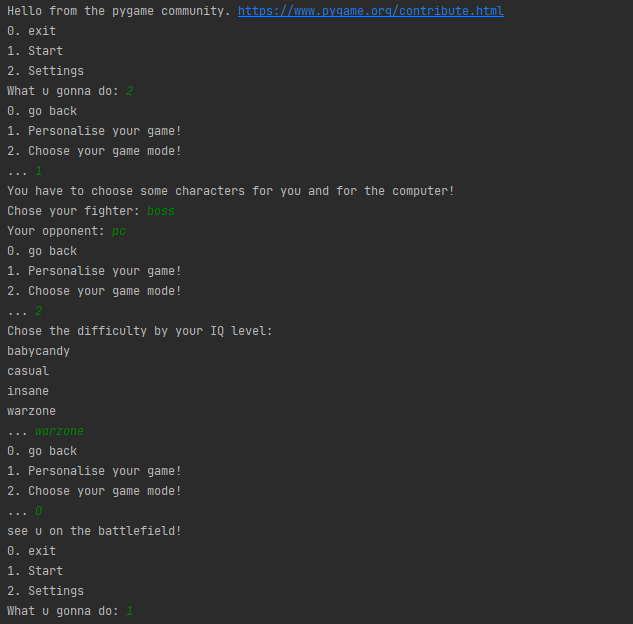 Hello from the pygame community. https://www.pygame.org/contribute.html
0. exit
1. Start
2. Settings
What u gonna do: 2
0. go back
1. Personalise your game!
2. Choose your game mode!
... 1
You have to choose some characters for you and for the computer!
Chose your fighter: boss
Your opponent: pc
0. go back
1. Personalise your game!
2. Choose your game mode!
... 2
Chose the difficulty by your IQ level:
babycandy
casual
insane
warzone
... warzone
0. go back
1. Personalise your game!
2. Choose your game mode!
... 0
see u on the battlefield!
0. exit
1. Start
2. Settings
What u gonna do: 1